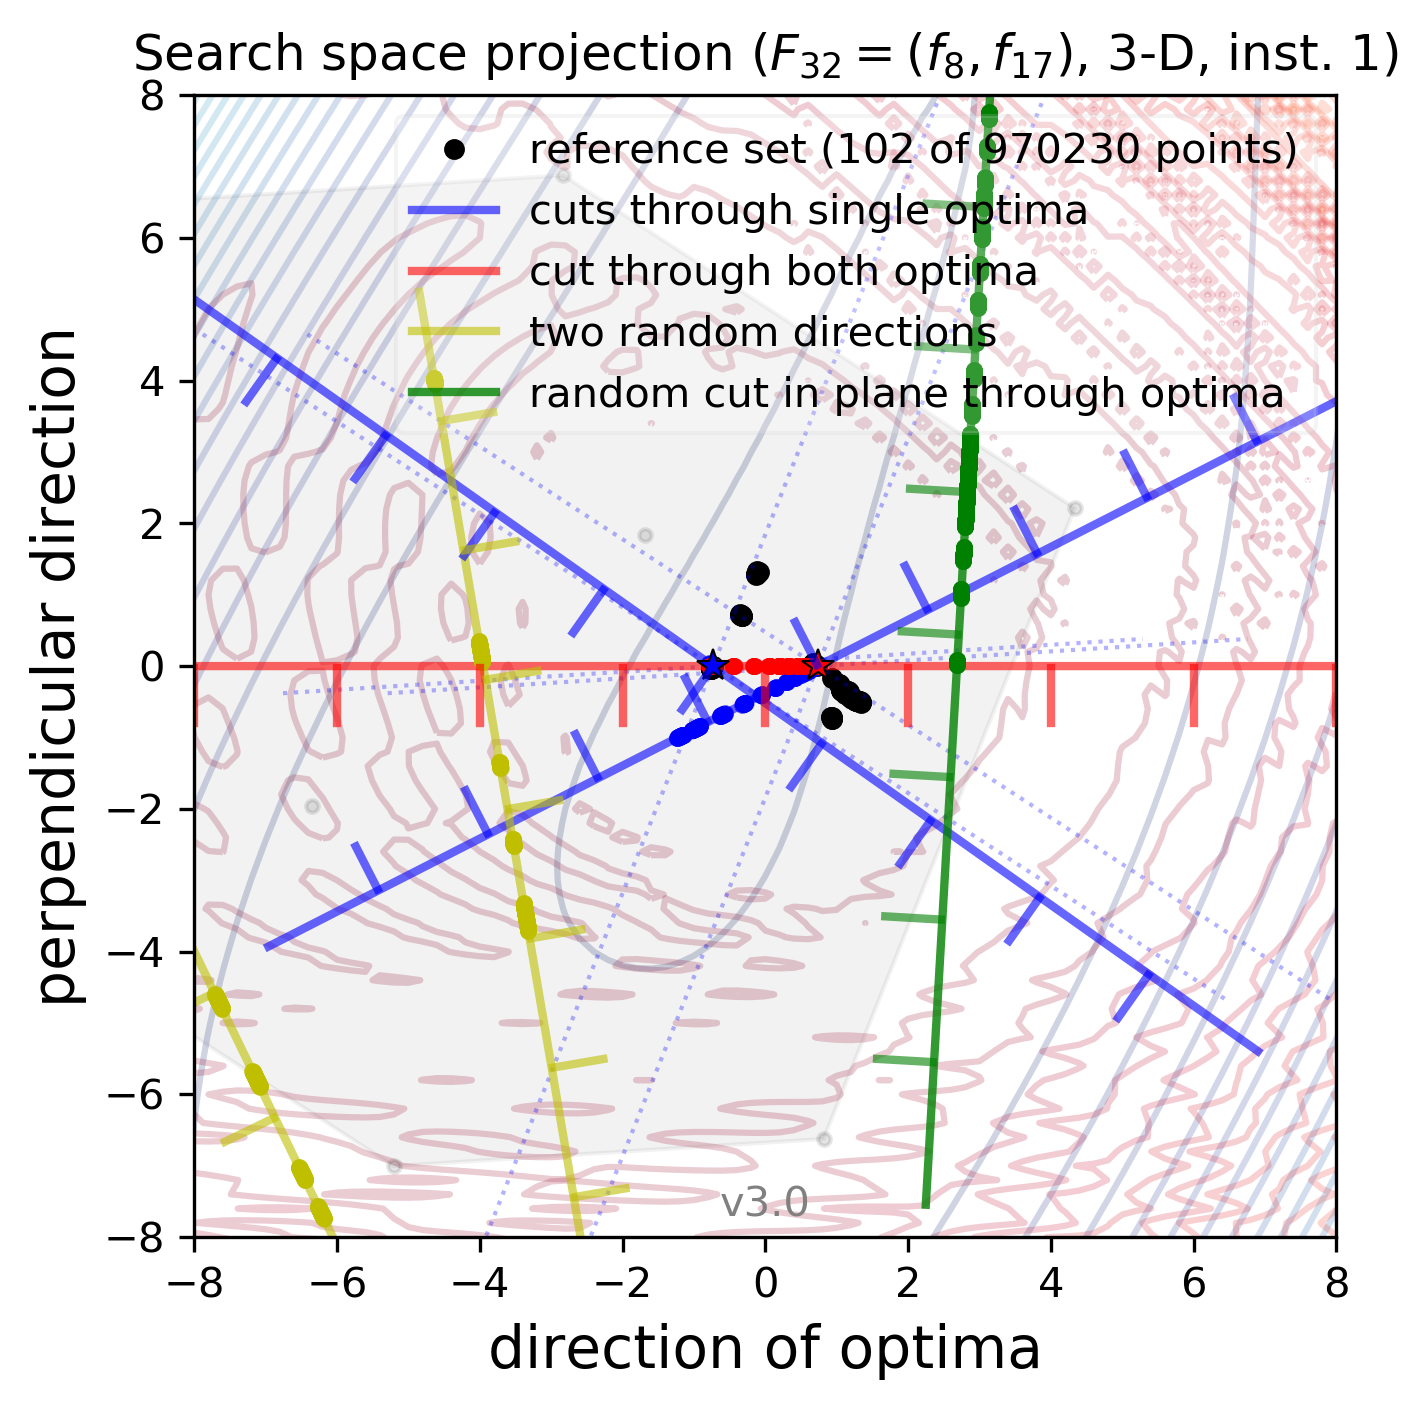 Search space projection (F₃₂ = (f₈, f₁₇), 3-D, inst. 1)
8
6
4
2
0
−2
−4
−6
−8
perpendicular direction
reference set (102 of 970230 points)
cuts through single optima
cut through both optima
two random directions
random cut in plane through optima
v3.0
−8 −6 −4 −2 0 2 4 6 8
direction of optima